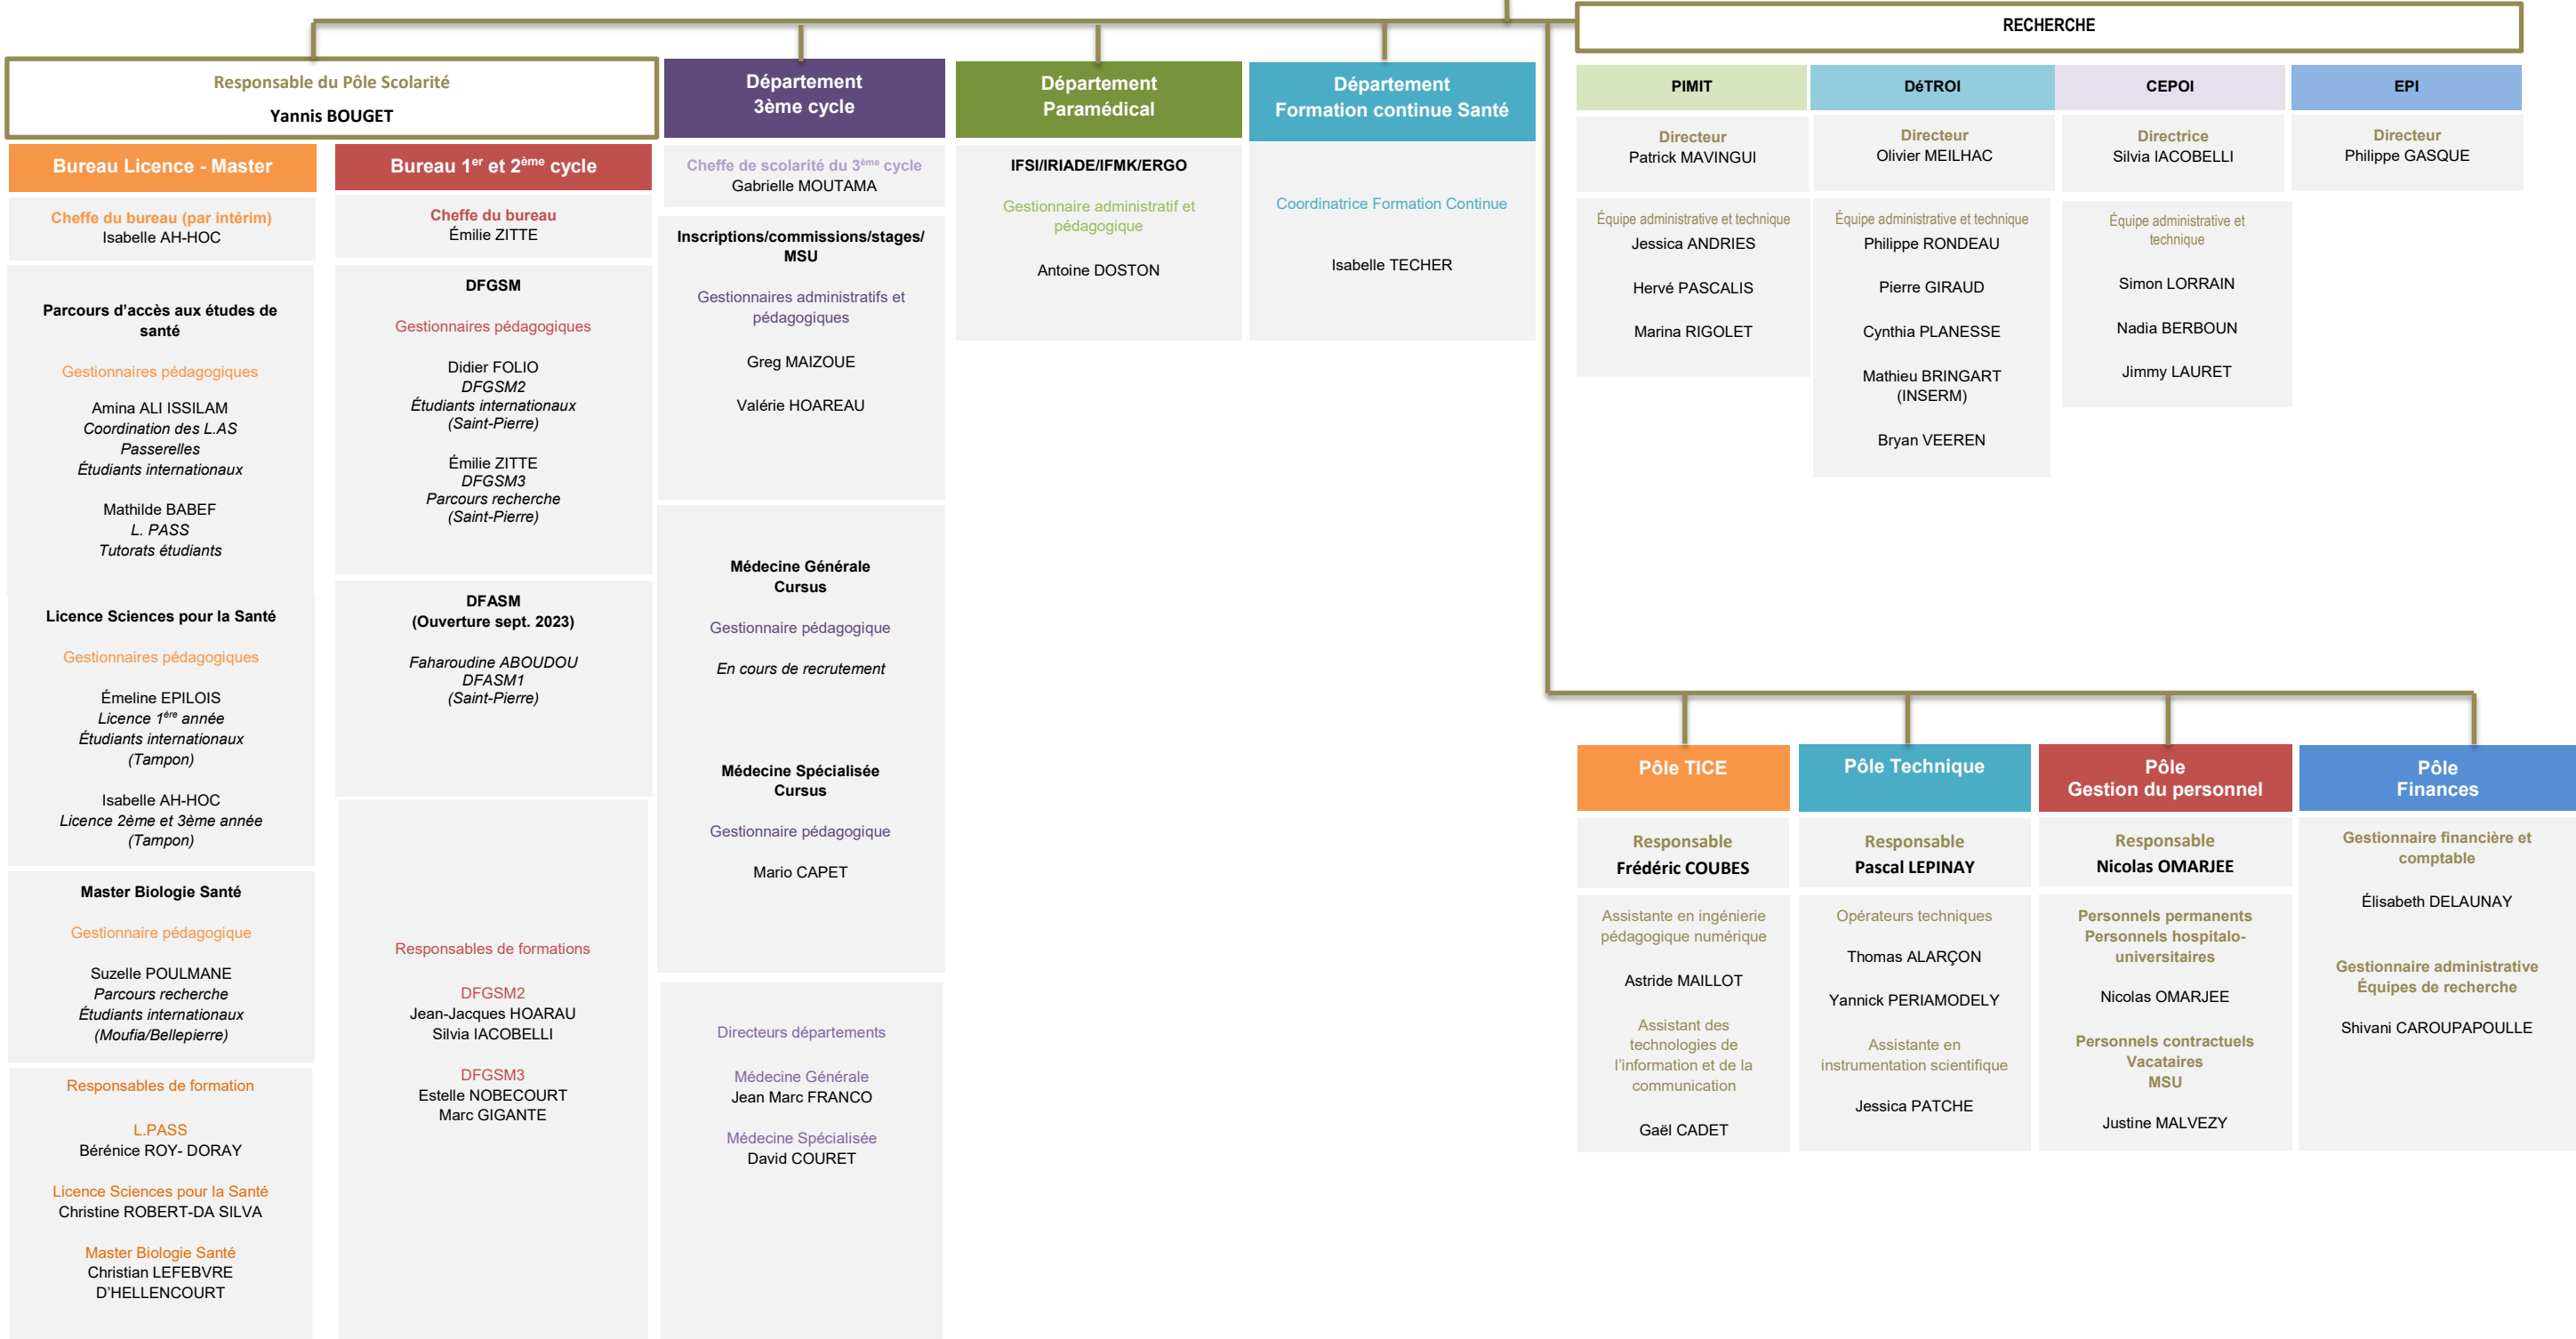 RECHERCHE
Responsable du Pôle Scolarité
Yannis BOUGET
Bureau Licence - Master
Cheffe du bureau (par intérim)
Isabelle AH-HOC
Parcours d’accès aux études de
santé
Gestionnaires pédagogiques
Amina ALI ISSILAM
Coordination des L.AS
Passerelles
Étudiants internationaux
Mathilde BABEF
L. PASS
Tutorats étudiants
Licence Sciences pour la Santé
Gestionnaires pédagogiques
Émeline EPILOIS
Licence 1ère année
Étudiants internationaux
(Tampon)
Isabelle AH-HOC
Licence 2ème et 3ème année
(Tampon)
Master Biologie Santé
Gestionnaire pédagogique
Suzelle POULMANE
Parcours recherche
Étudiants internationaux
(Moufia/Bellepierre)
Responsables de formation
L.PASS
Bérénice ROY- DORAY
Licence Sciences pour la Santé
Christine ROBERT-DA SILVA
Master Biologie Santé
Christian LEFEBVRE
D’HELLENCOURT
Bureau 1er et 2ème cycle
Cheffe du bureau
Émilie ZITTE
DFGSM
Gestionnaires pédagogiques
Didier FOLIO
DFGSM2
Étudiants internationaux
(Saint-Pierre)
Émilie ZITTE
DFGSM3
Parcours recherche
(Saint-Pierre)
DFASM
(Ouverture sept. 2023)
Faharoudine ABOUDOU
DFASM1
(Saint-Pierre)
Responsables de formations
DFGSM2
Jean-Jacques HOARAU
Silvia IACOBELLI
DFGSM3
Estelle NOBECOURT
Marc GIGANTE
Département
3ème cycle
Cheffe de scolarité du 3ème cycle
Gabrielle MOUTAMA
Inscriptions/commissions/stages/
MSU
Gestionnaires administratifs et
pédagogiques
Greg MAIZOUE
Valérie HOAREAU
Médecine Générale
Cursus
Gestionnaire pédagogique
En cours de recrutement
Médecine Spécialisée
Cursus
Gestionnaire pédagogique
Mario CAPET
Directeurs départements
Médecine Générale
Jean Marc FRANCO
Médecine Spécialisée
David COURET
Département
Paramédical
IFSI/IRIADE/IFMK/ERGO
Gestionnaire administratif et
pédagogique
Antoine DOSTON
Département
Formation continue Santé
Coordinatrice Formation Continue
Isabelle TECHER
PIMIT
Directeur
Patrick MAVINGUI
Équipe administrative et technique
Jessica ANDRIES
Hervé PASCALIS
Marina RIGOLET
DéTROI
Directeur
Olivier MEILHAC
Équipe administrative et technique
Philippe RONDEAU
Pierre GIRAUD
Cynthia PLANESSE
Mathieu BRINGART
(INSERM)
Bryan VEEREN
CEPOI
Directrice
Silvia IACOBELLI
Équipe administrative et
technique
Simon LORRAIN
Nadia BERBOUN
Jimmy LAURET
EPI
Directeur
Philippe GASQUE
Pôle TICE
Responsable
Frédéric COUBES
Assistante en ingénierie
pédagogique numérique
Astride MAILLOT
Assistant des
technologies de
l’information et de la
communication
Gaël CADET
Pôle Technique
Responsable
Pascal LEPINAY
Opérateurs techniques
Thomas ALARÇON
Yannick PERIAMODELY
Assistante en
instrumentation scientifique
Jessica PATCHE
Pôle
Gestion du personnel
Responsable
Nicolas OMARJEE
Personnels permanents
Personnels hospitalo-
universitaires
Nicolas OMARJEE
Personnels contractuels
Vacataires
MSU
Justine MALVEZY
Pôle
Finances
Gestionnaire financière et
comptable
Élisabeth DELAUNAY
Gestionnaire administrative
Équipes de recherche
Shivani CAROUPAPOULLE